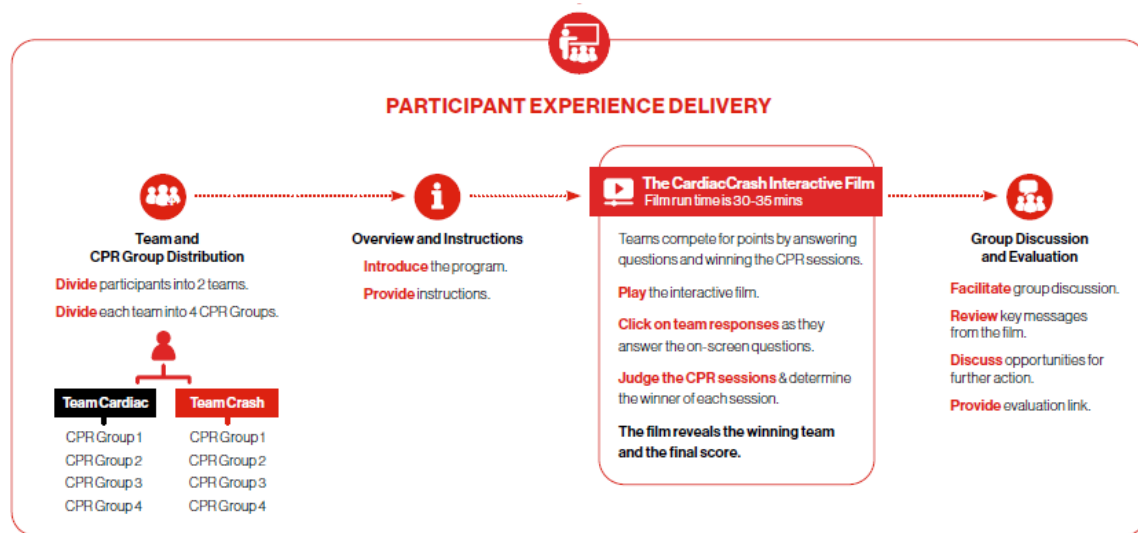 PARTICIPANT EXPERIENCE DELIVERY
Team and
CPR Group Distribution
Divide participants into 2 teams.
Divide each team into 4 CPR Groups.
Team Cardiac
CPR Group 1
CPR Group 2
CPR Group 3
CPR Group 4
Team Crash
CPR Group 1
CPR Group 2
CPR Group 3
CPR Group 4
Overview and Instructions
Introduce the program.
Provide instructions.
The CardiacCrash Interactive Film
Film run time is 30-35 mins
Teams compete for points by answering
questions and winning the CPR sessions.
Play the interactive film.
Click on team responses as they
answer the on-screen questions.
Judge the CPR sessions & determine
the winner of each session.
The film reveals the winning team
and the final score.
Group Discussion
and Evaluation
Facilitate group discussion.
Review key messages
from the film.
Discuss opportunities for
further action.
Provide evaluation link.